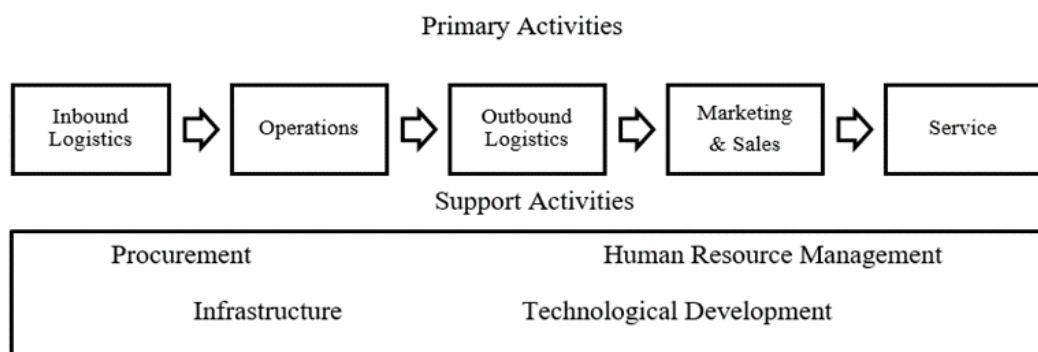 Primary Activities
Inbound
Logistics
Operations
Outbound
Logistics
Marketing
& Sales
Service
Support Activities
Procurement Human Resource Management
Infrastructure Technological Development